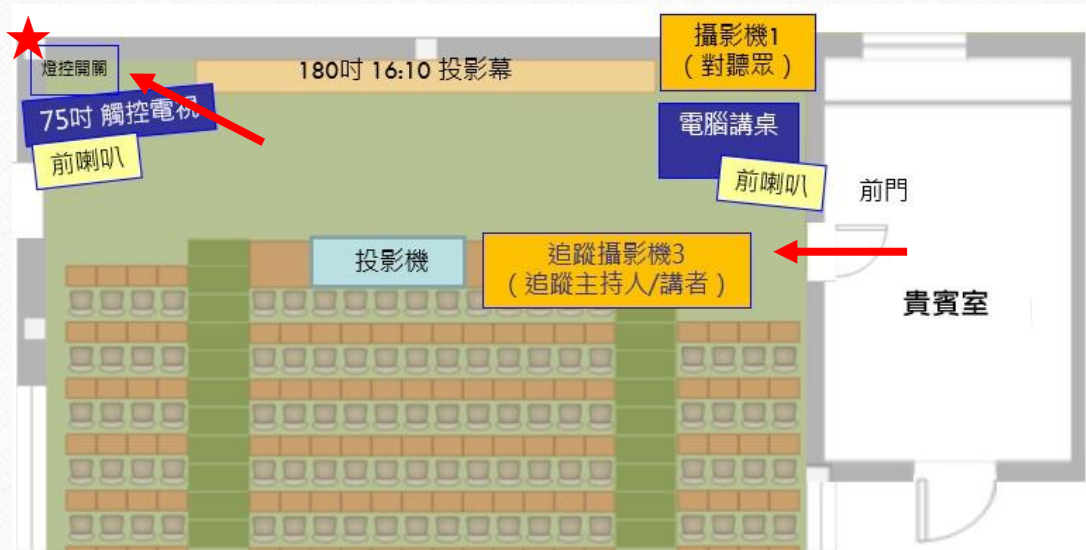 燈控開關
180吋 16:10 投影幕
攝影機1
（對聽眾）
75吋 觸控電視
前喇叭
電腦講桌
前喇叭
前門
投影機
追蹤攝影機3
（追蹤主持人/講者）
貴賓室